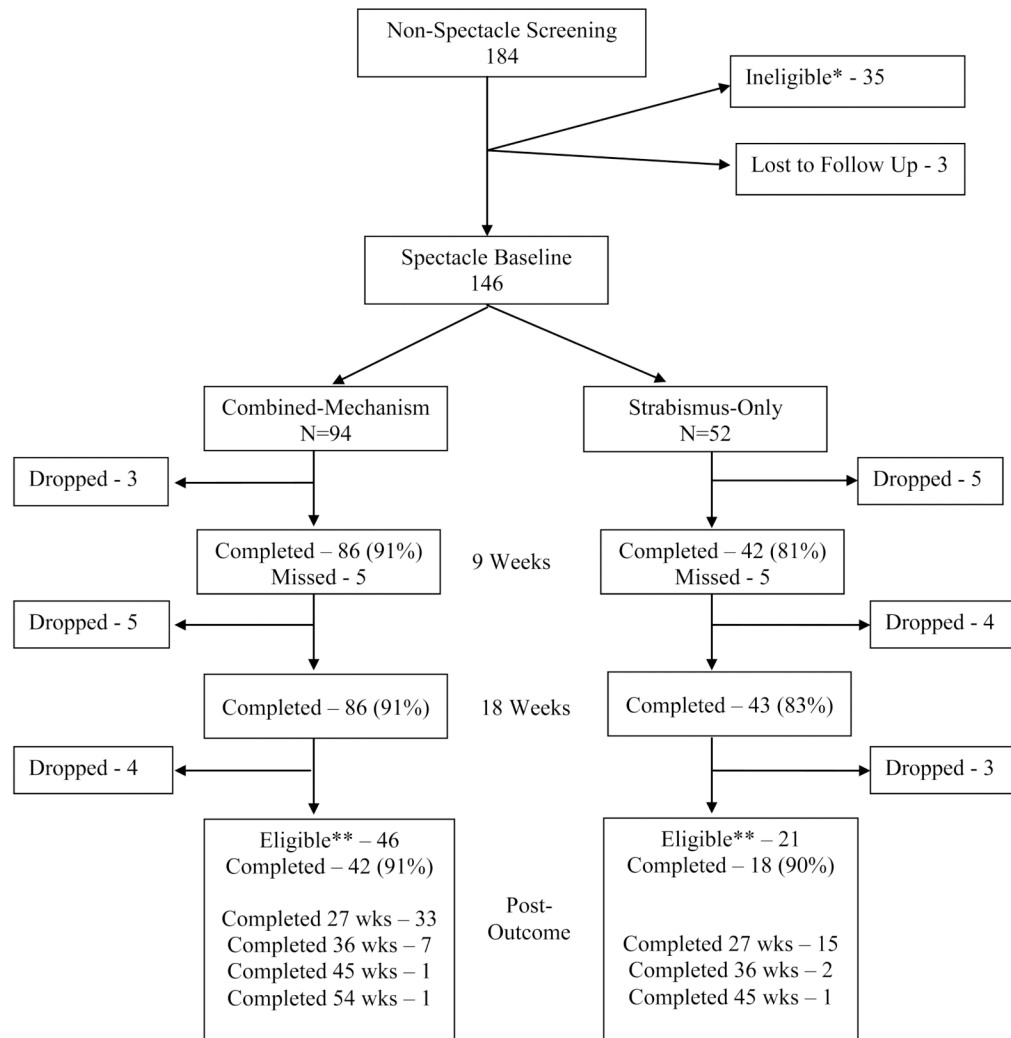 Non-Spectacle Screening
184
Ineligible* - 35
Lost to Follow Up - 3
Spectacle Baseline
146
Combined-Mechanism
N=94
Strabismus-Only
N=52
Dropped - 3
Dropped - 5
Completed – 86 (91%)
Missed - 5
9 Weeks
Completed – 42 (81%)
Missed - 5
Dropped - 5
Dropped - 4
Completed – 86 (91%)
18 Weeks
Completed – 43 (83%)
Dropped - 4
Dropped - 3
Eligible** – 46
Completed – 42 (91%)
Completed 27 wks – 33
Completed 36 wks – 7
Completed 45 wks – 1
Completed 54 wks – 1
Post-
Outcome
Eligible** – 21
Completed – 18 (90%)
Completed 27 wks – 15
Completed 36 wks – 2
Completed 45 wks – 1